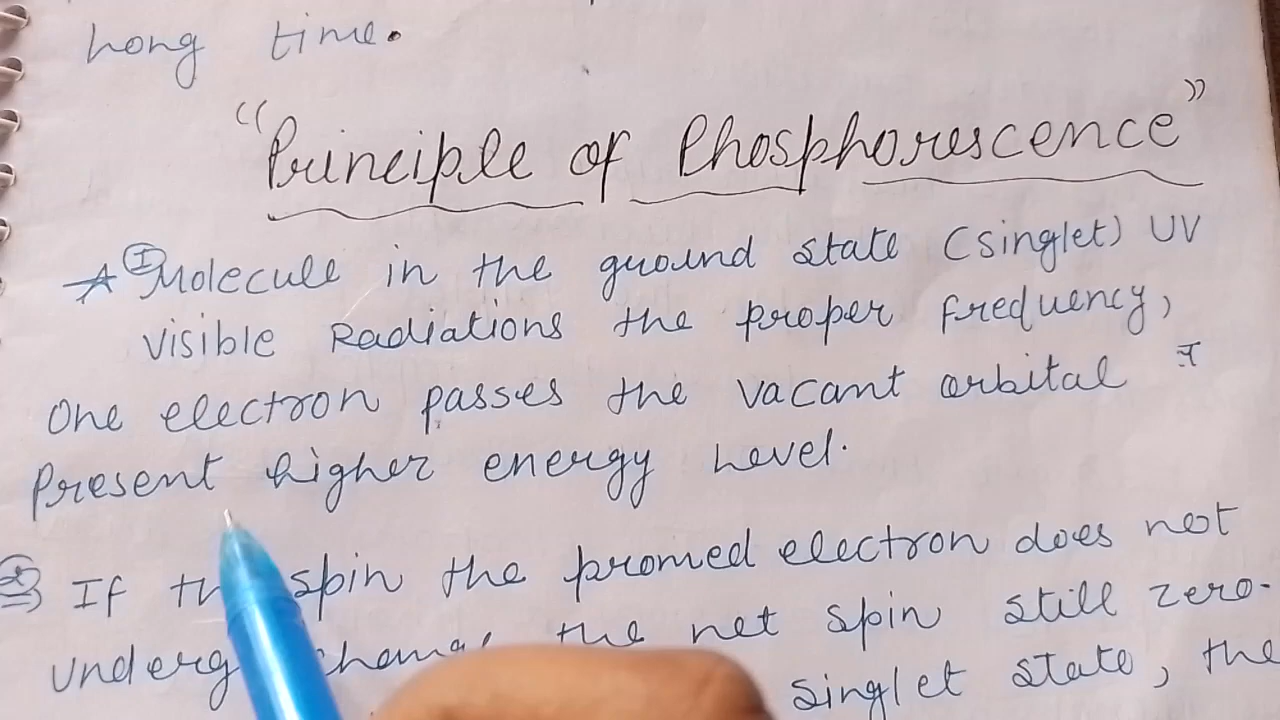 long time.
“Principle of Phosphorescence”
① Molecule in the ground state (singlet) UV
visible Radiations the proper frequency,
One electron passes the vacant orbital
Present higher energy level.
If the spin the promed electron does not
underg the net spin still zero.
singlet state, the